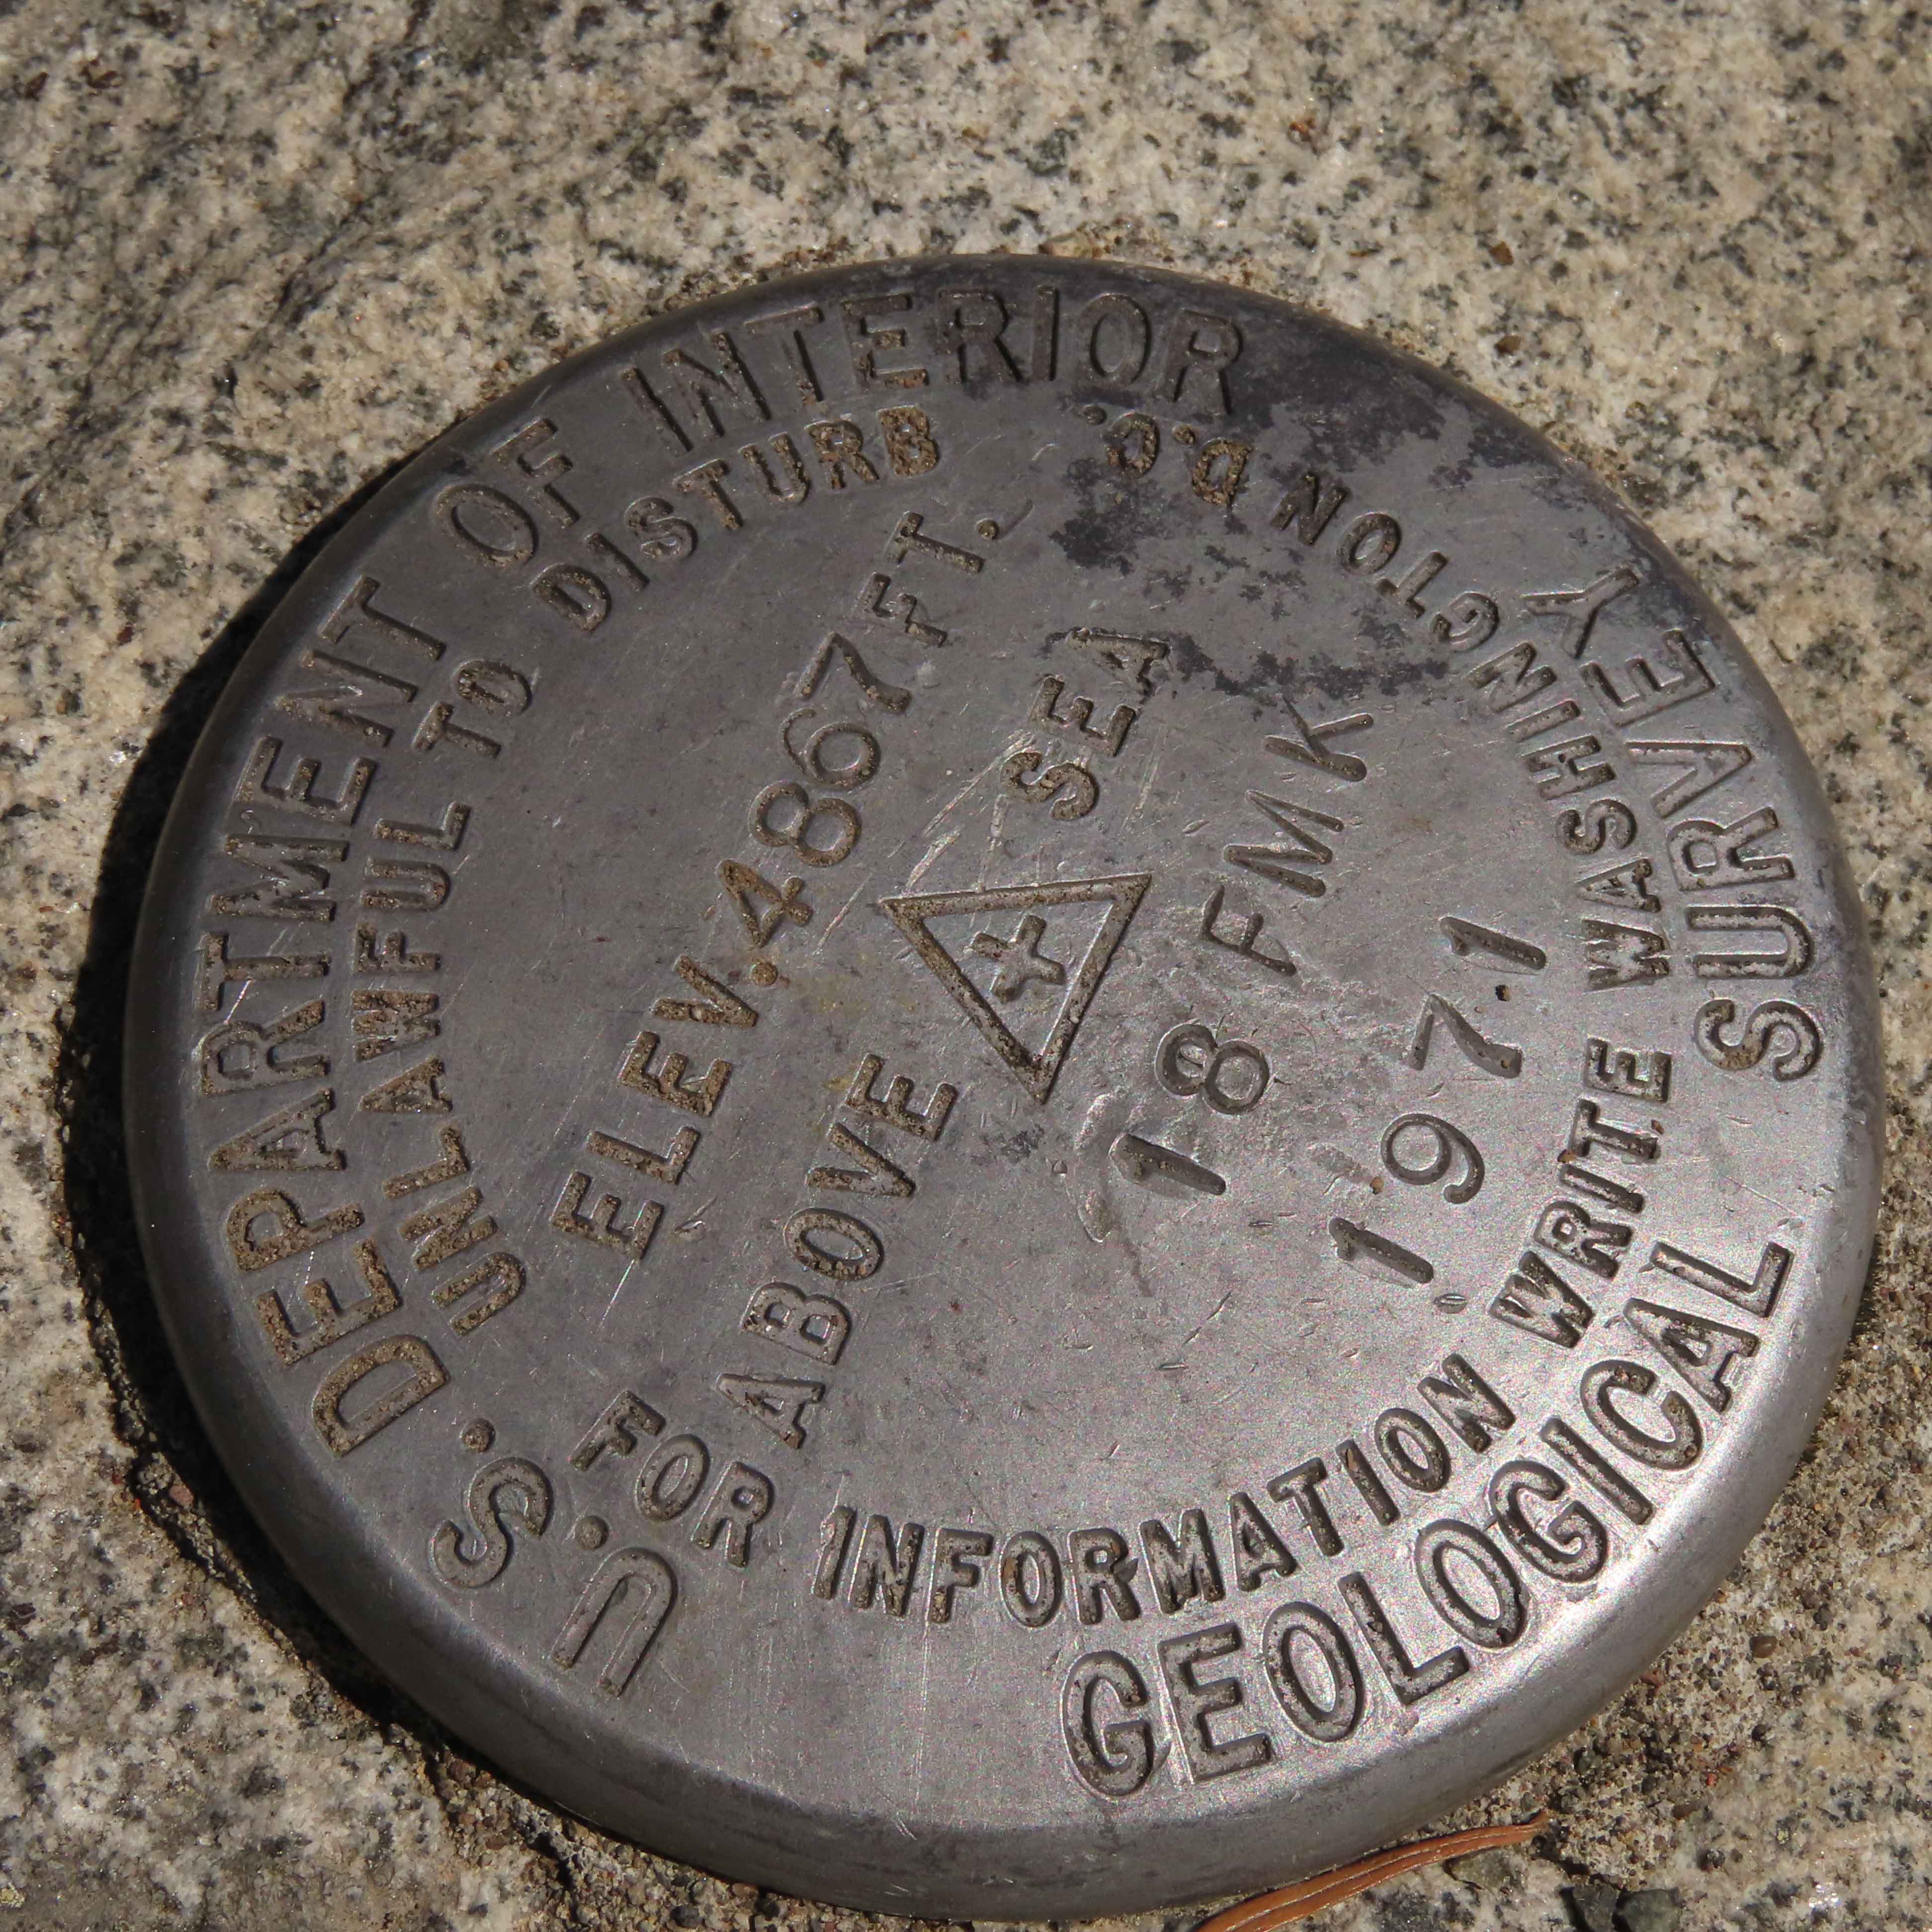 U.S. DEPARTMENT OF INTERIOR
GEOLOGICAL SURVEY
UNLAWFUL TO DISTURB
FOR INFORMATION WRITE WASHINGTON D.C.
ELEV. 4867 FT.
ABOVE SEA
18 FMK
1971